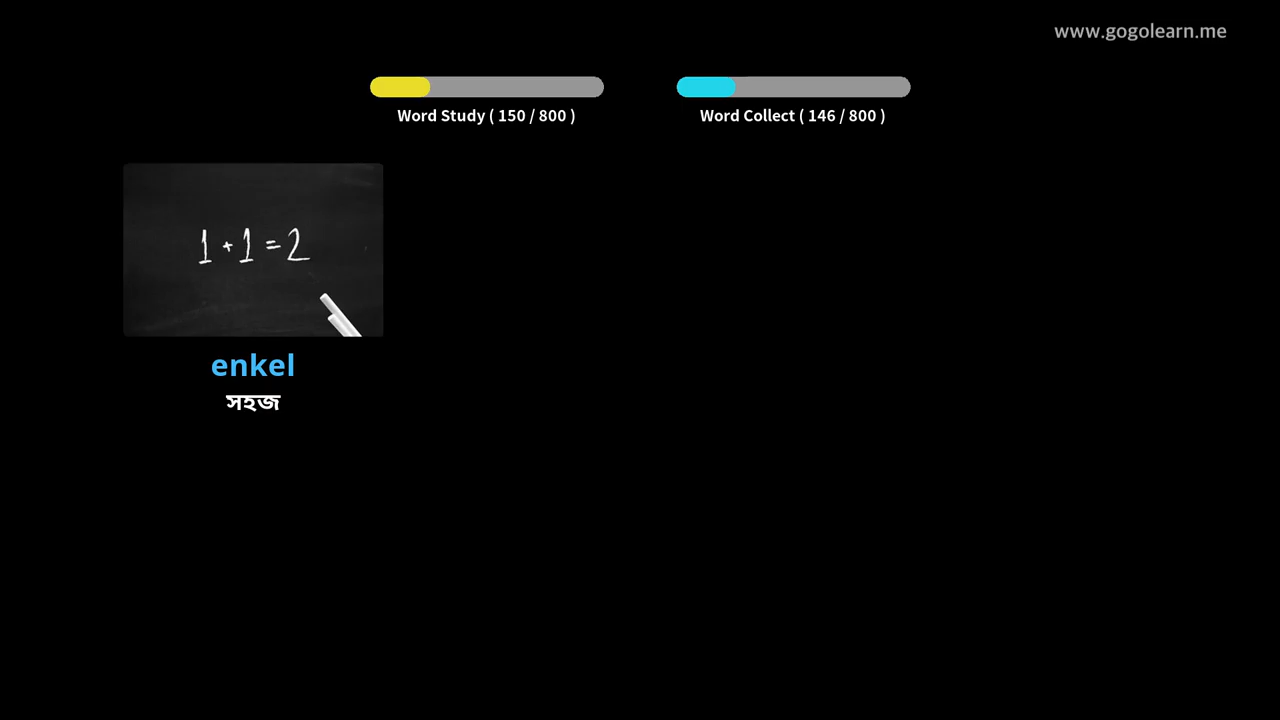 www.gogolearn.me
Word Study ( 150 / 800 )
Word Collect ( 146 / 800 )
1 + 1 = 2
enkel
সহজ